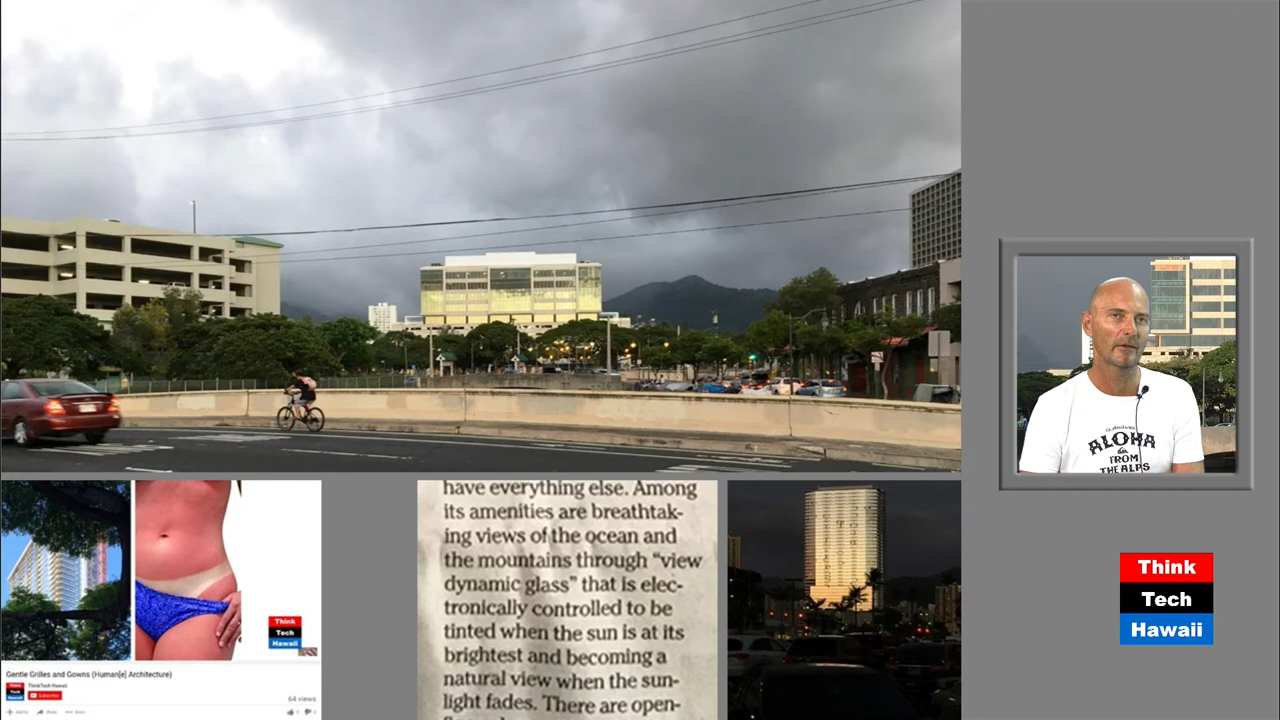 ALOHA
FROM
THE ALPS
Think
Tech
Hawaii
Think
Tech
Hawaii
Gentle Grilles and Gowns (Human[e] Architecture)
ThinkTech Hawaii
Subscribe
64 views
have everything else. Among
its amenities are breathtak-
ing views of the ocean and
the mountains through “view
dynamic glass” that is elec-
tronically controlled to be
tinted when the sun is at its
brightest and becoming a
natural view when the sun-
light fades. There are open-